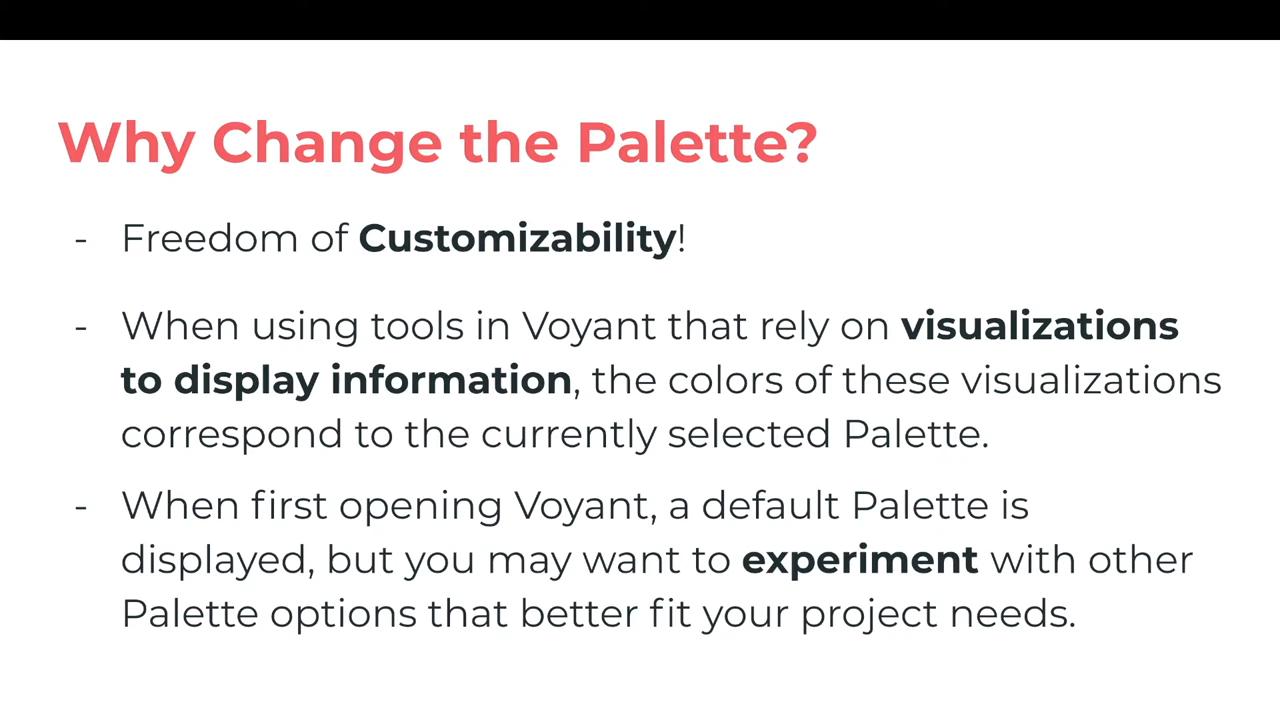 Why Change the Palette?
- Freedom of Customizability!
- When using tools in Voyant that rely on visualizations
to display information, the colors of these visualizations
correspond to the currently selected Palette.
- When first opening Voyant, a default Palette is
displayed, but you may want to experiment with other
Palette options that better fit your project needs.